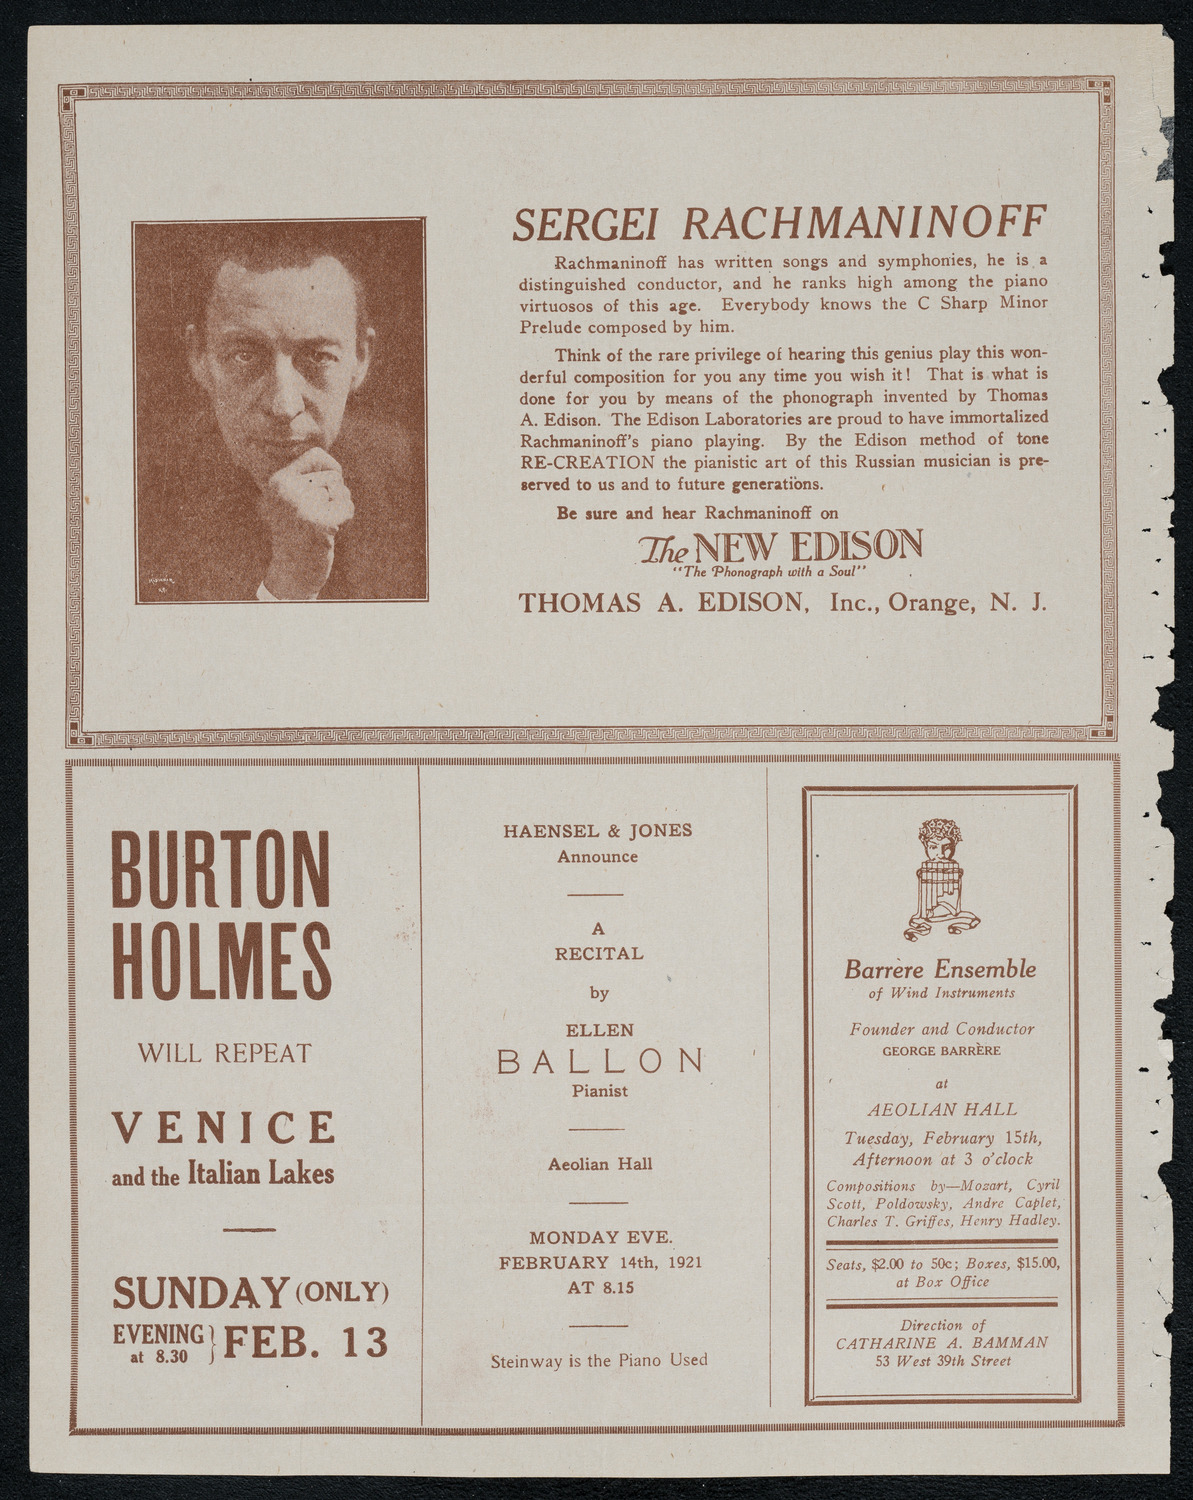 SERGEI RACHMANINOFF
Rachmaninoff has written songs and symphonies, he is a
distinguished conductor, and he ranks high among the piano
virtuosos of this age. Everybody knows the C Sharp Minor
Prelude composed by him.
Think of the rare privilege of hearing this genius play this won-
derful composition for you any time you wish it! That is what is
done for you by means of the phonograph invented by Thomas
A. Edison. The Edison Laboratories are proud to have immortalized
Rachmaninoff's piano playing. By the Edison method of tone
RE-CREATION the pianistic art of this Russian musician is pre-
served to us and to future generations.
Be sure and hear Rachmaninoff on
The NEW EDISON
"The Phonograph with a Soul"
THOMAS A. EDISON, Inc., Orange, N. J.
BURTON
HOLMES
WILL REPEAT
VENICE
and the Italian Lakes
SUNDAY (ONLY)
EVENING
at 8.30 } FEB. 13
HAENSEL & JONES
Announce
A
RECITAL
by
ELLEN
BALLON
Pianist
Aeolian Hall
MONDAY EVE.
FEBRUARY 14th, 1921
AT 8.15
Steinway is the Piano Used
Barrère Ensemble
of Wind Instruments
Founder and Conductor
GEORGE BARRÈRE
at
AEOLIAN HALL
Tuesday, February 15th,
Afternoon at 3 o'clock
Compositions by—Mozart, Cyril
Scott, Poldowsky, Andre Caplet,
Charles T. Griffes, Henry Hadley.
Seats, $2.00 to 50c; Boxes, $15.00,
at Box Office
Direction of
CATHARINE A. BAMMAN
53 West 39th Street